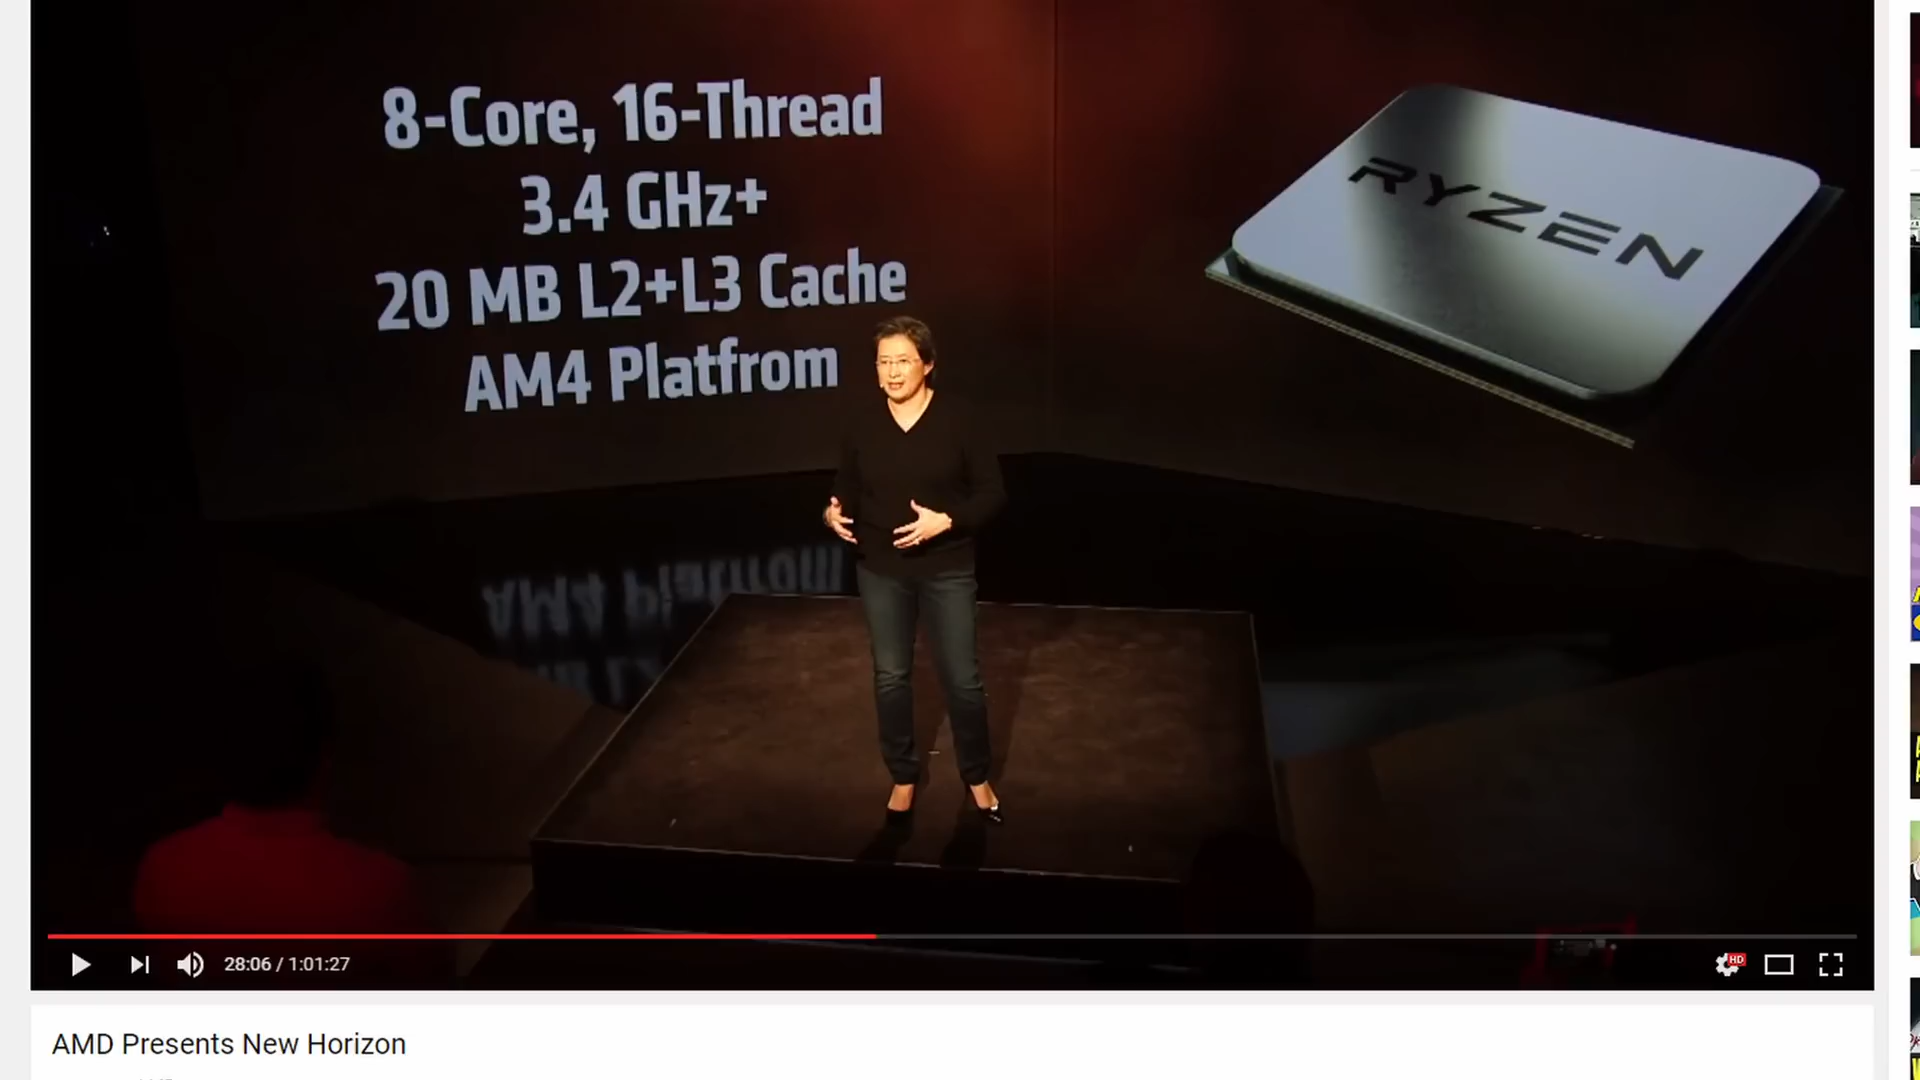 8-Core, 16-Thread
3.4 GHz+
20 MB L2+L3 Cache
AM4 Platfrom
RYZEN
28:06 / 1:01:27
HD
AMD Presents New Horizon